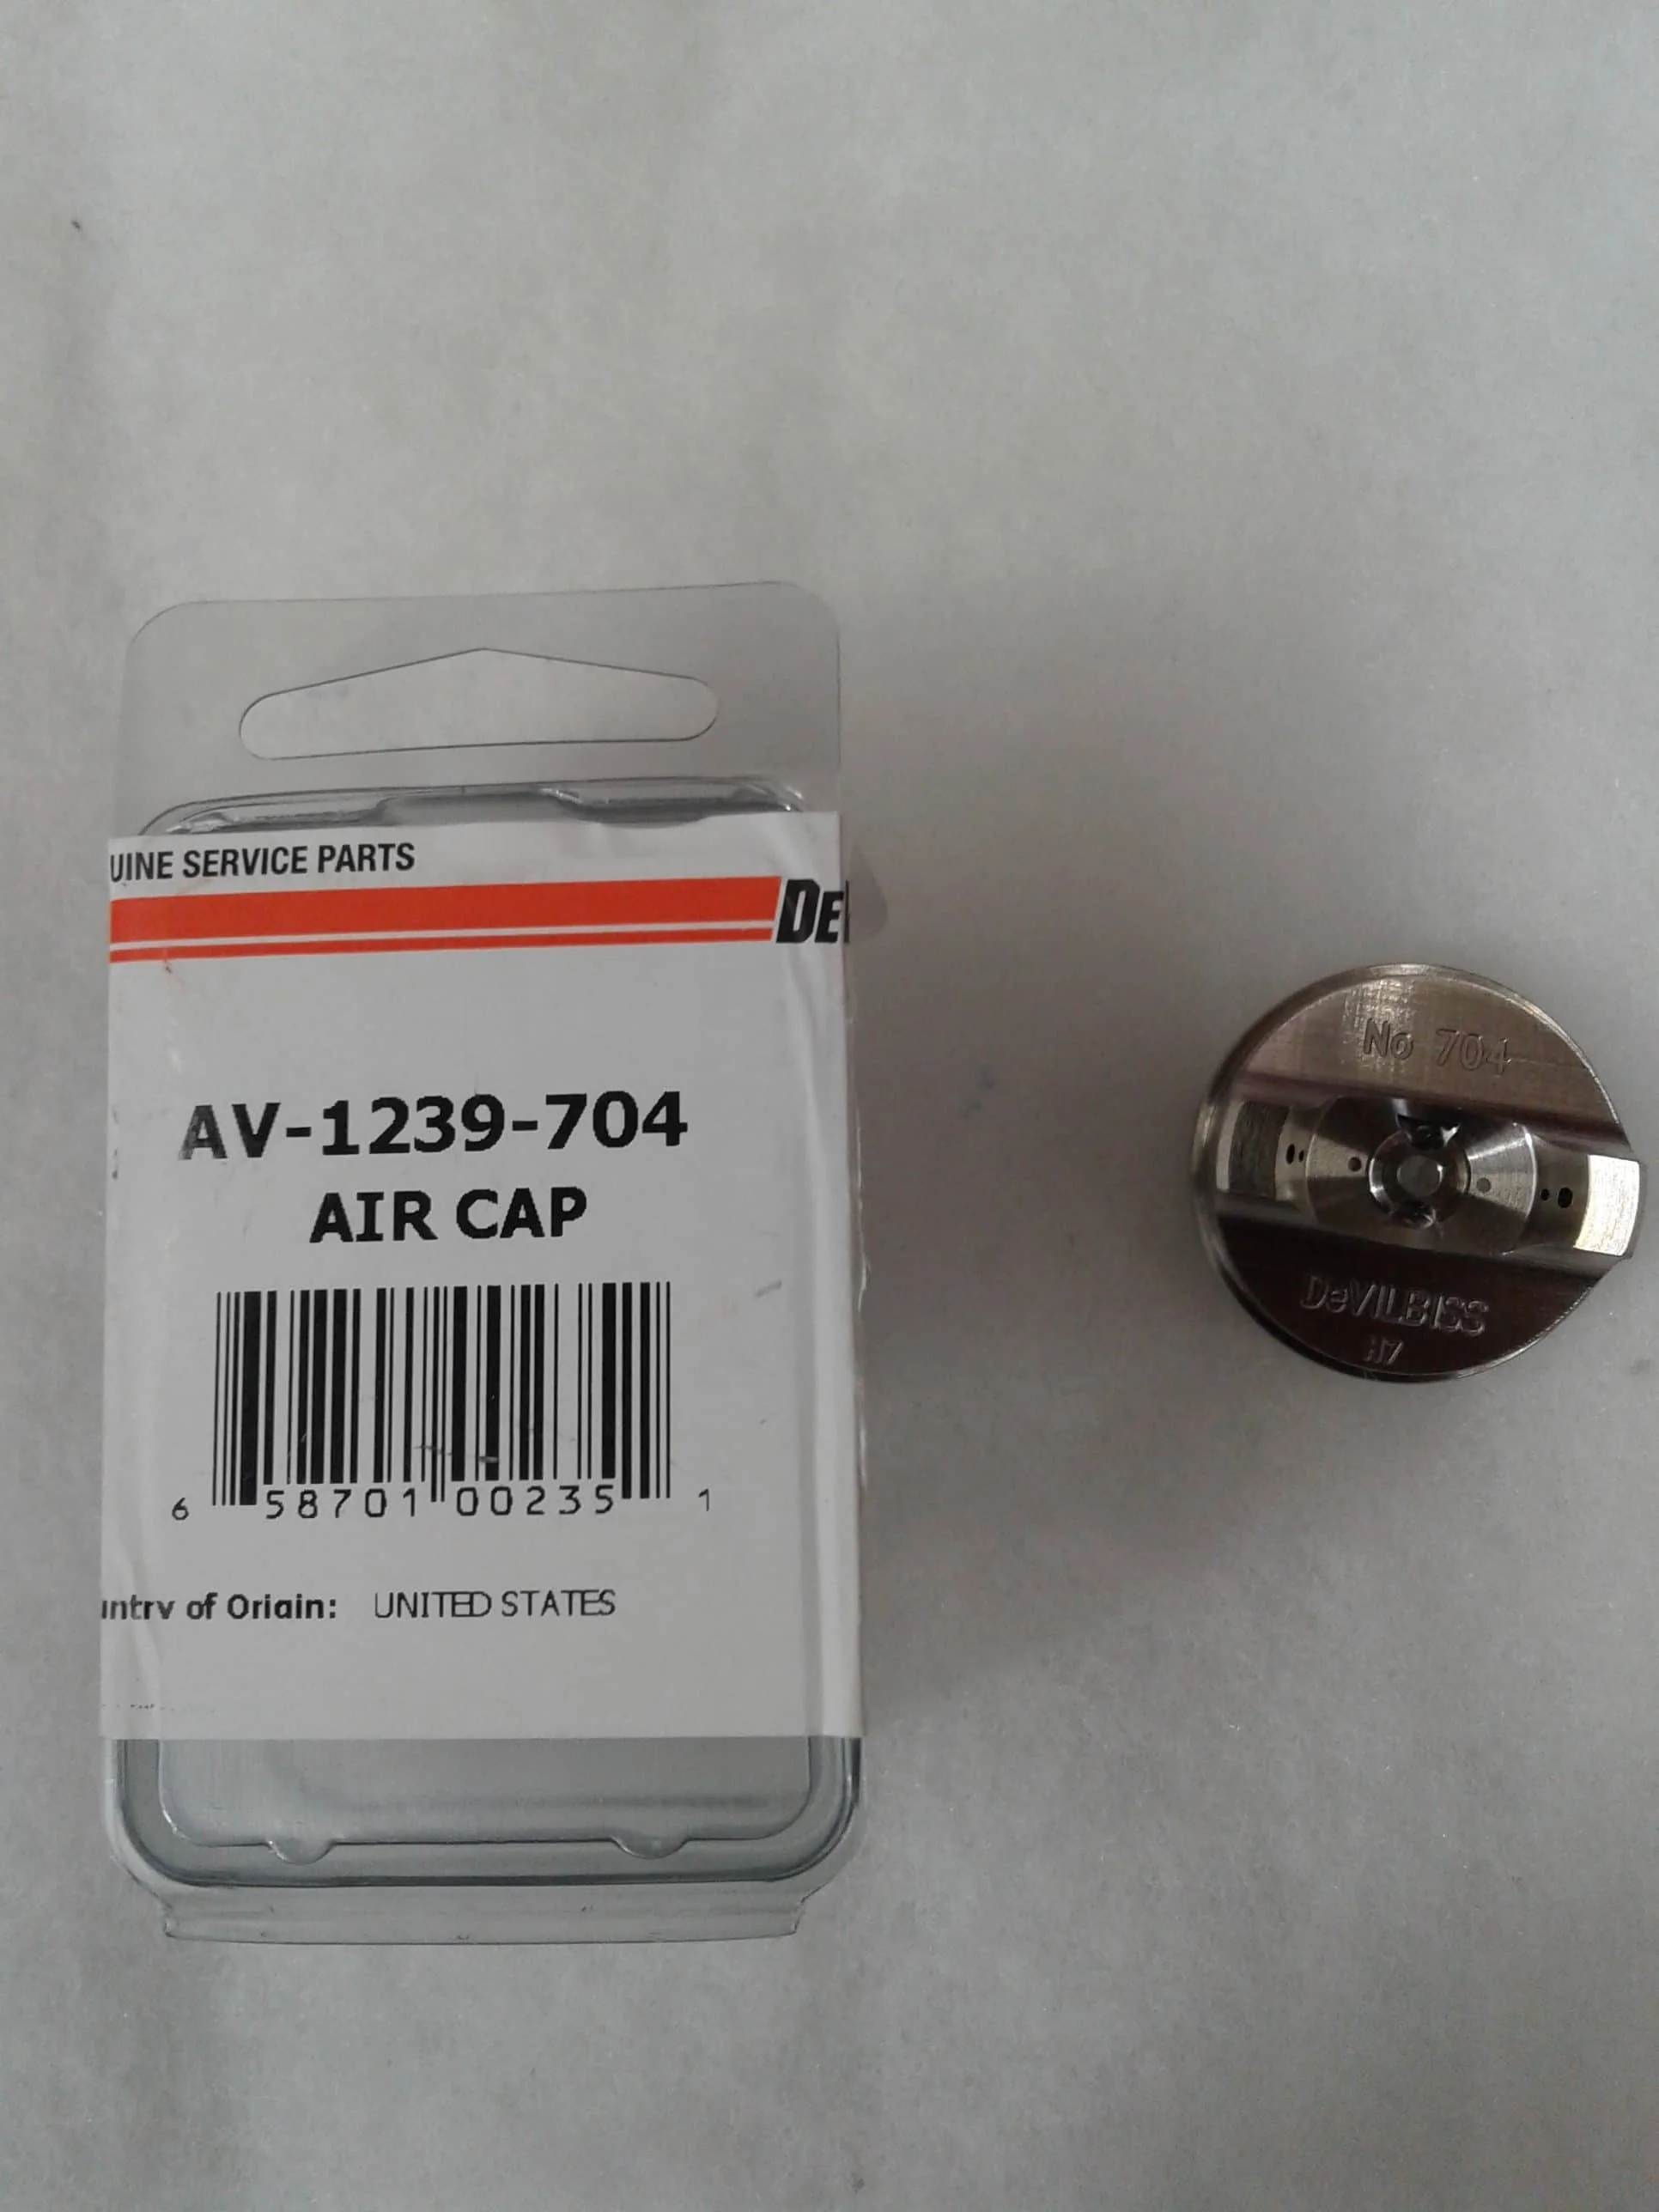 UINE SERVICE PARTS
DE
AV-1239-704
AIR CAP
6 58701 00235 1
untry of Origin: UNITED STATES
No 704
DeVILBISS